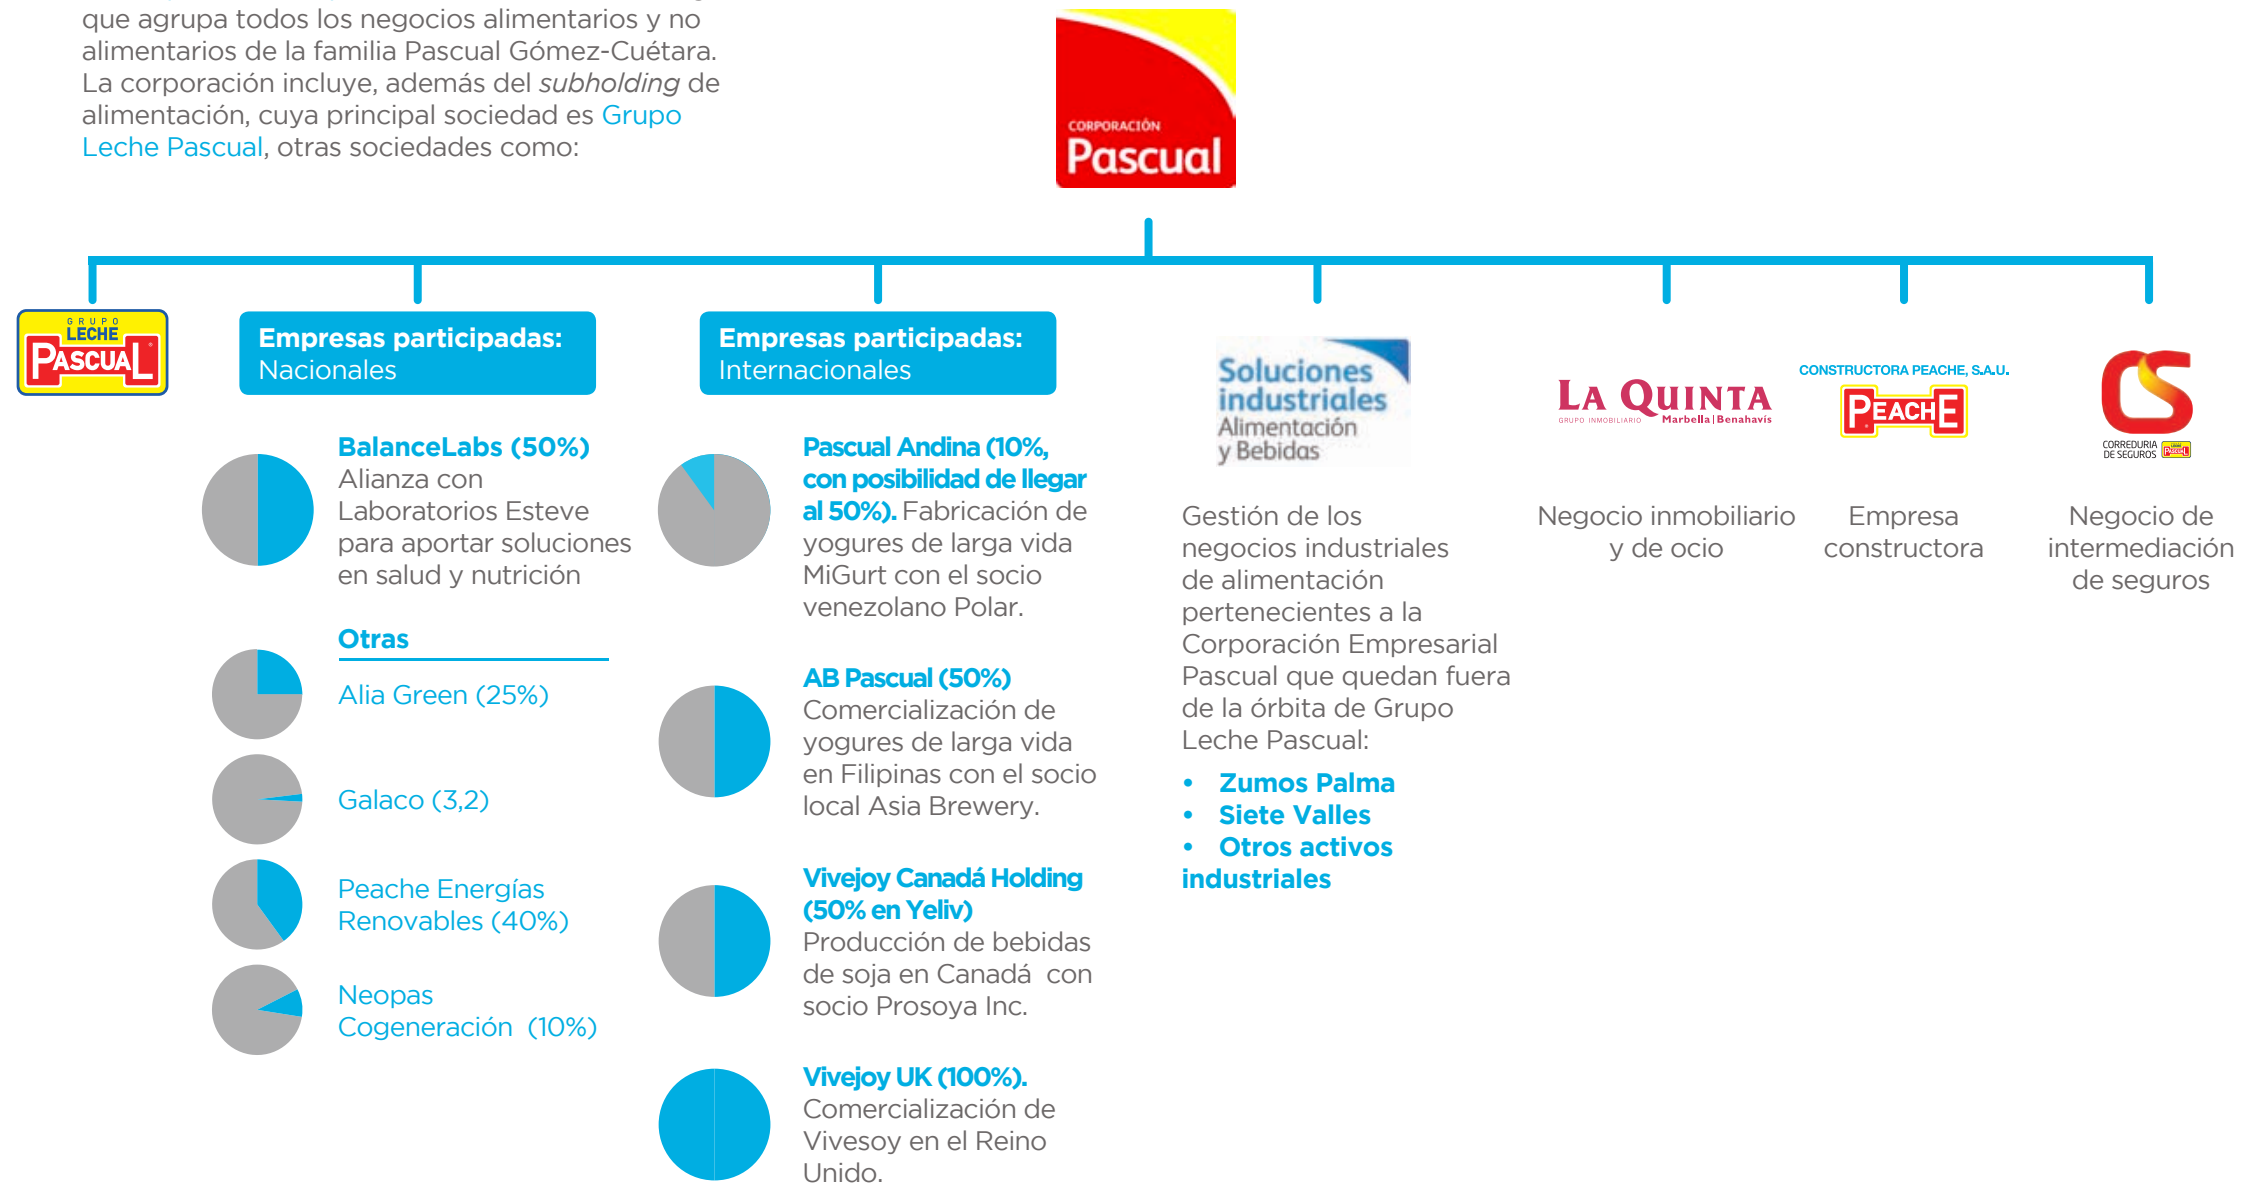 que agrupa todos los negocios alimentarios y no
alimentarios de la familia Pascual Gómez-Cuétara.
La corporación incluye, además del subholding de
alimentación, cuya principal sociedad es Grupo
Leche Pascual, otras sociedades como:
CORPORACIÓN
Pascual
GRUPO
LECHE
PASCUAL
Empresas participadas:
Nacionales
BalanceLabs (50%)
Alianza con
Laboratorios Esteve
para aportar soluciones
en salud y nutrición
Otras
Alia Green (25%)
Galaco (3,2)
Peache Energías
Renovables (40%)
Neopas
Cogeneración (10%)
Empresas participadas:
Internacionales
Pascual Andina (10%,
con posibilidad de llegar
al 50%). Fabricación de
yogures de larga vida
MiGurt con el socio
venezolano Polar.
AB Pascual (50%)
Comercialización de
yogures de larga vida
en Filipinas con el socio
local Asia Brewery.
Vivejoy Canadá Holding
(50% en Yeliv)
Producción de bebidas
de soja en Canadá con
socio Prosoya Inc.
Vivejoy UK (100%).
Comercialización de
Vivesoy en el Reino
Unido.
Soluciones
industriales
Alimentación
y Bebidas
Gestión de los
negocios industriales
de alimentación
pertenecientes a la
Corporación Empresarial
Pascual que quedan fuera
de la órbita de Grupo
Leche Pascual:
• Zumos Palma
• Siete Valles
• Otros activos
industriales
LA QUINTA
GRUPO INMOBILIARIO Marbella | Benahavís
Negocio inmobiliario
y de ocio
CONSTRUCTORA PEACHE, S.A.U.
PEACHE
Empresa
constructora
CS
CORREDURIA
DE SEGUROS
Negocio de
intermediación
de seguros